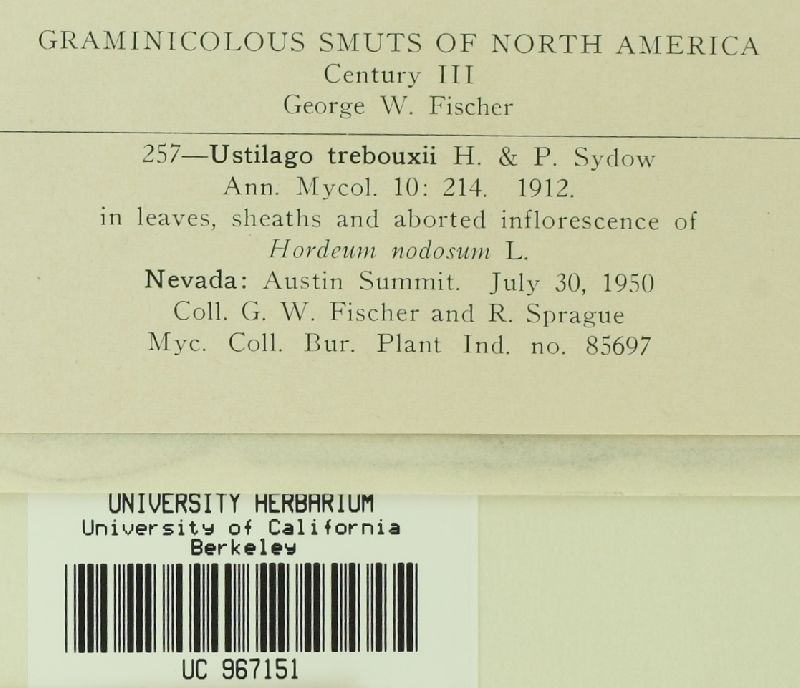 GRAMINICOLOUS SMUTS OF NORTH AMERICA
Century III
George W. Fischer
257—Ustilago trebouxii H. & P. Sydow
Ann. Mycol. 10: 214. 1912.
in leaves, sheaths and aborted inflorescence of
Hordeum nodosum L.
Nevada: Austin Summit. July 30, 1950
Coll. G. W. Fischer and R. Sprague
Myc. Coll. Bur. Plant Ind. no. 85697
UNIVERSITY HERBARIUM
University of California
Berkeley
UC 967151